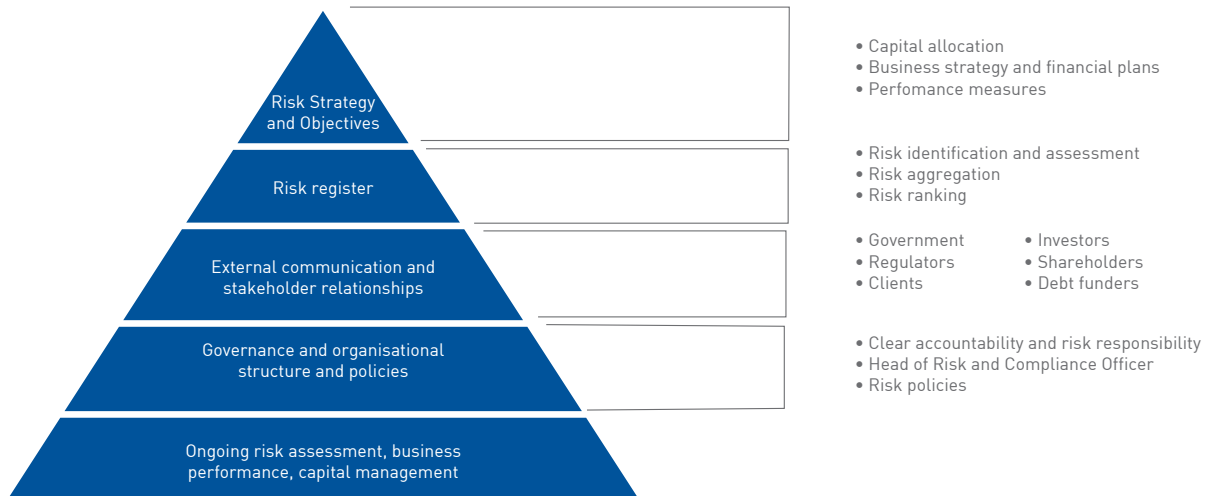 Risk Strategy
and Objectives
• Capital allocation
• Business strategy and financial plans
• Perfomance measures
Risk register
• Risk identification and assessment
• Risk aggregation
• Risk ranking
External communication and
stakeholder relationships
• Government
• Regulators
• Clients
• Investors
• Shareholders
• Debt funders
Governance and organisational
structure and policies
• Clear accountability and risk responsibility
• Head of Risk and Compliance Officer
• Risk policies
Ongoing risk assessment, business
performance, capital management